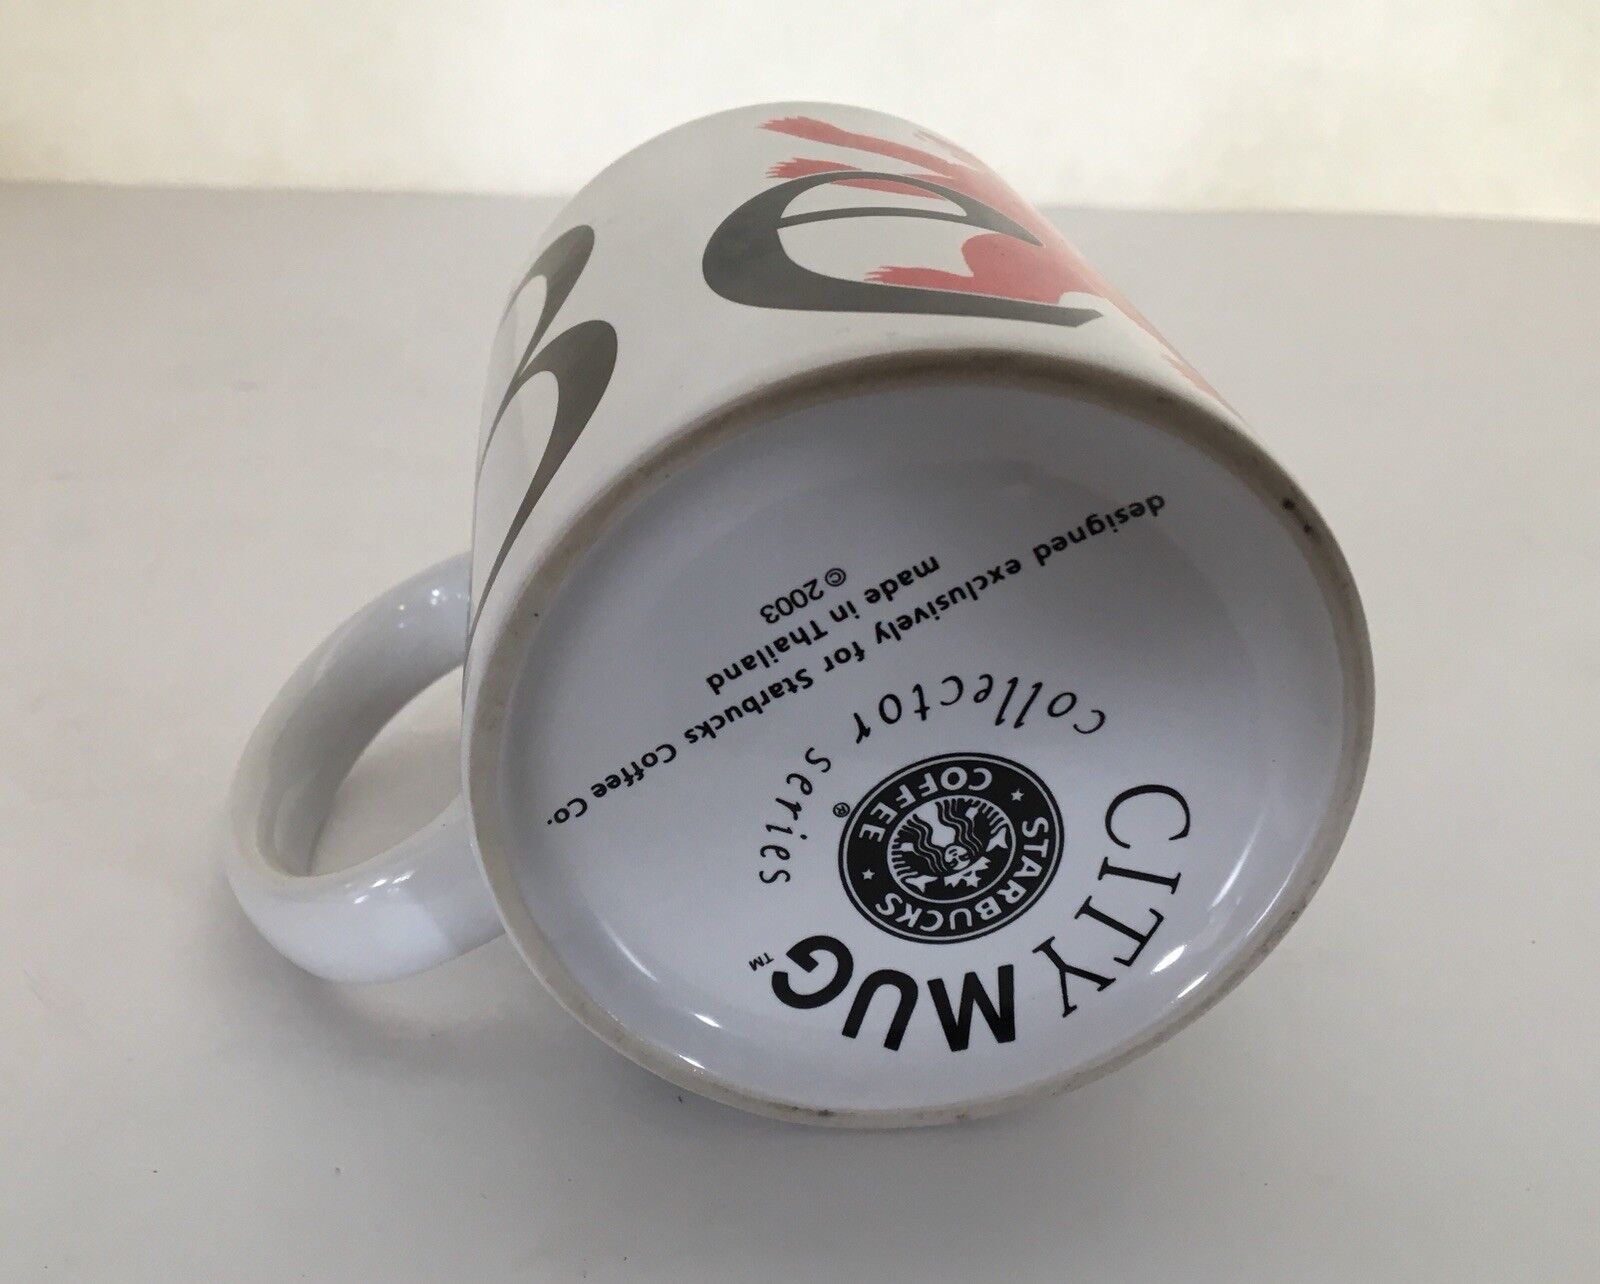 CITY MUG™
STARBUCKS COFFEE ®
collector series
designed exclusively for Starbucks Coffee Co.
made in Thailand
© 2003
e